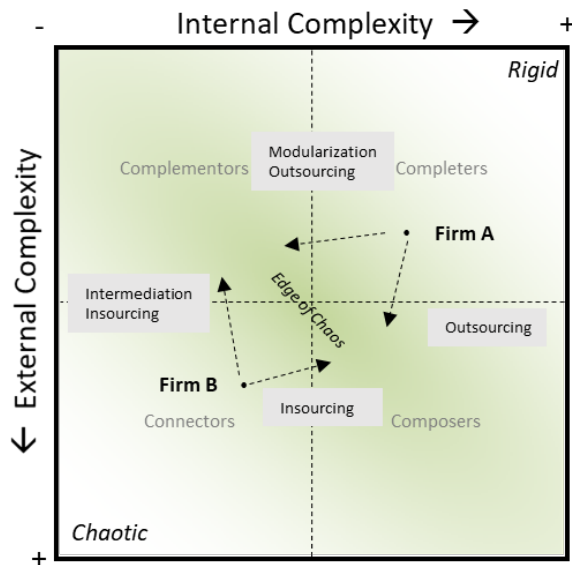 Internal Complexity →
- +
Rigid
Modularization
Outsourcing
Complementors
Completers
External Complexity
→
Firm A
Edge of Chaos
Intermediation
Insourcing
Outsourcing
Firm B
Insourcing
Connectors
Composers
Chaotic
+